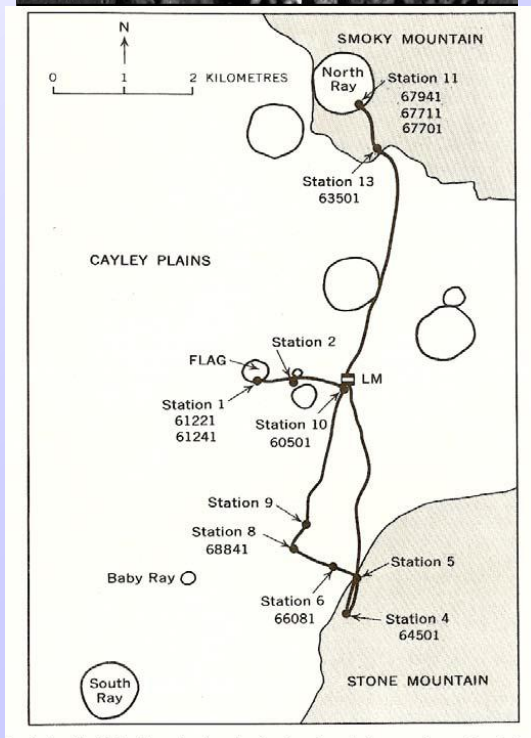 N
0 1 2 KILOMETRES
SMOKY MOUNTAIN
North
Ray
Station 11
67941
67711
67701
Station 13
63501
CAYLEY PLAINS
FLAG
Station 2
LM
Station 1
61221
61241
Station 10
60501
Station 9
Station 8
68841
Baby Ray
Station 5
Station 6
66081
Station 4
64501
South
Ray
STONE MOUNTAIN